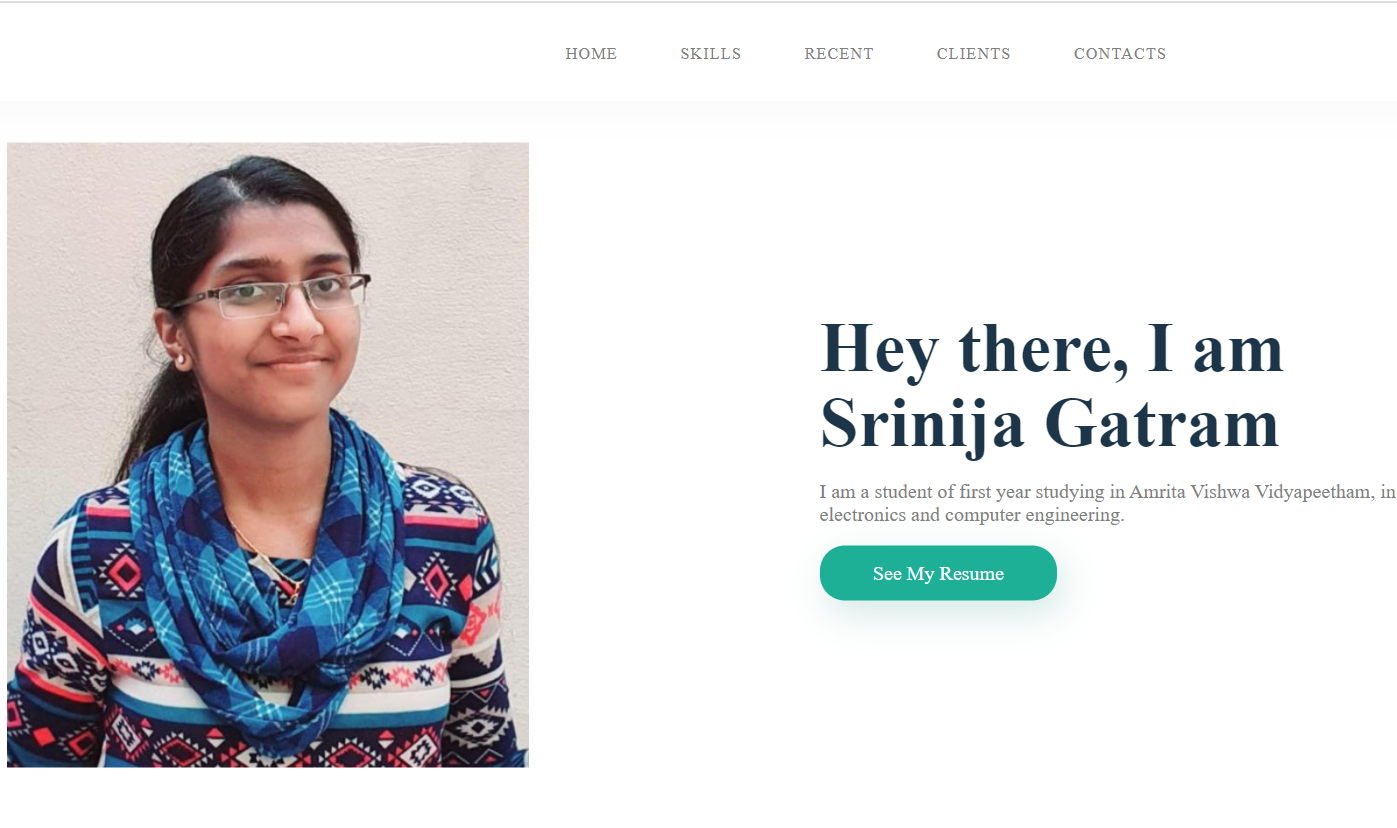 HOME SKILLS RECENT CLIENTS CONTACTS
Hey there, I am
Srinija Gatram
I am a student of first year studying in Amrita Vishwa Vidyapeetham, in
electronics and computer engineering.
See My Resume